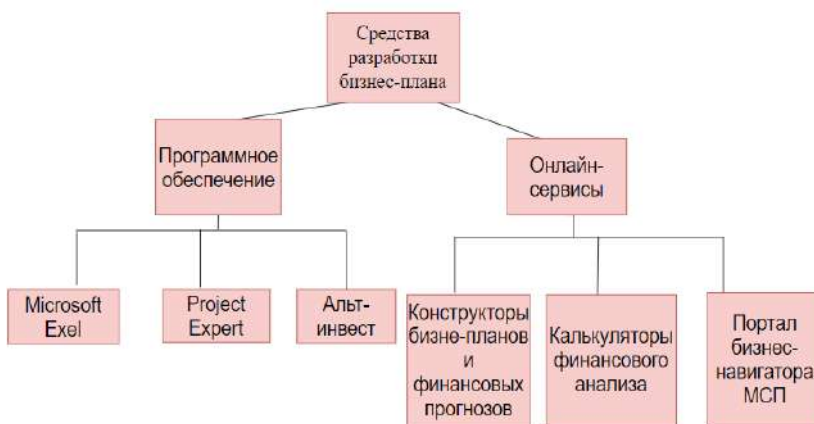 Средства
разработки
бизнес-плана
Программное
обеспечение
Онлайн-
сервисы
Microsoft
Exel
Project
Expert
Альт-
инвест
Конструкторы
бизне-планов
и
финансовых
прогнозов
Калькуляторы
финансового
анализа
Портал
бизнес-
навигатора
МСП